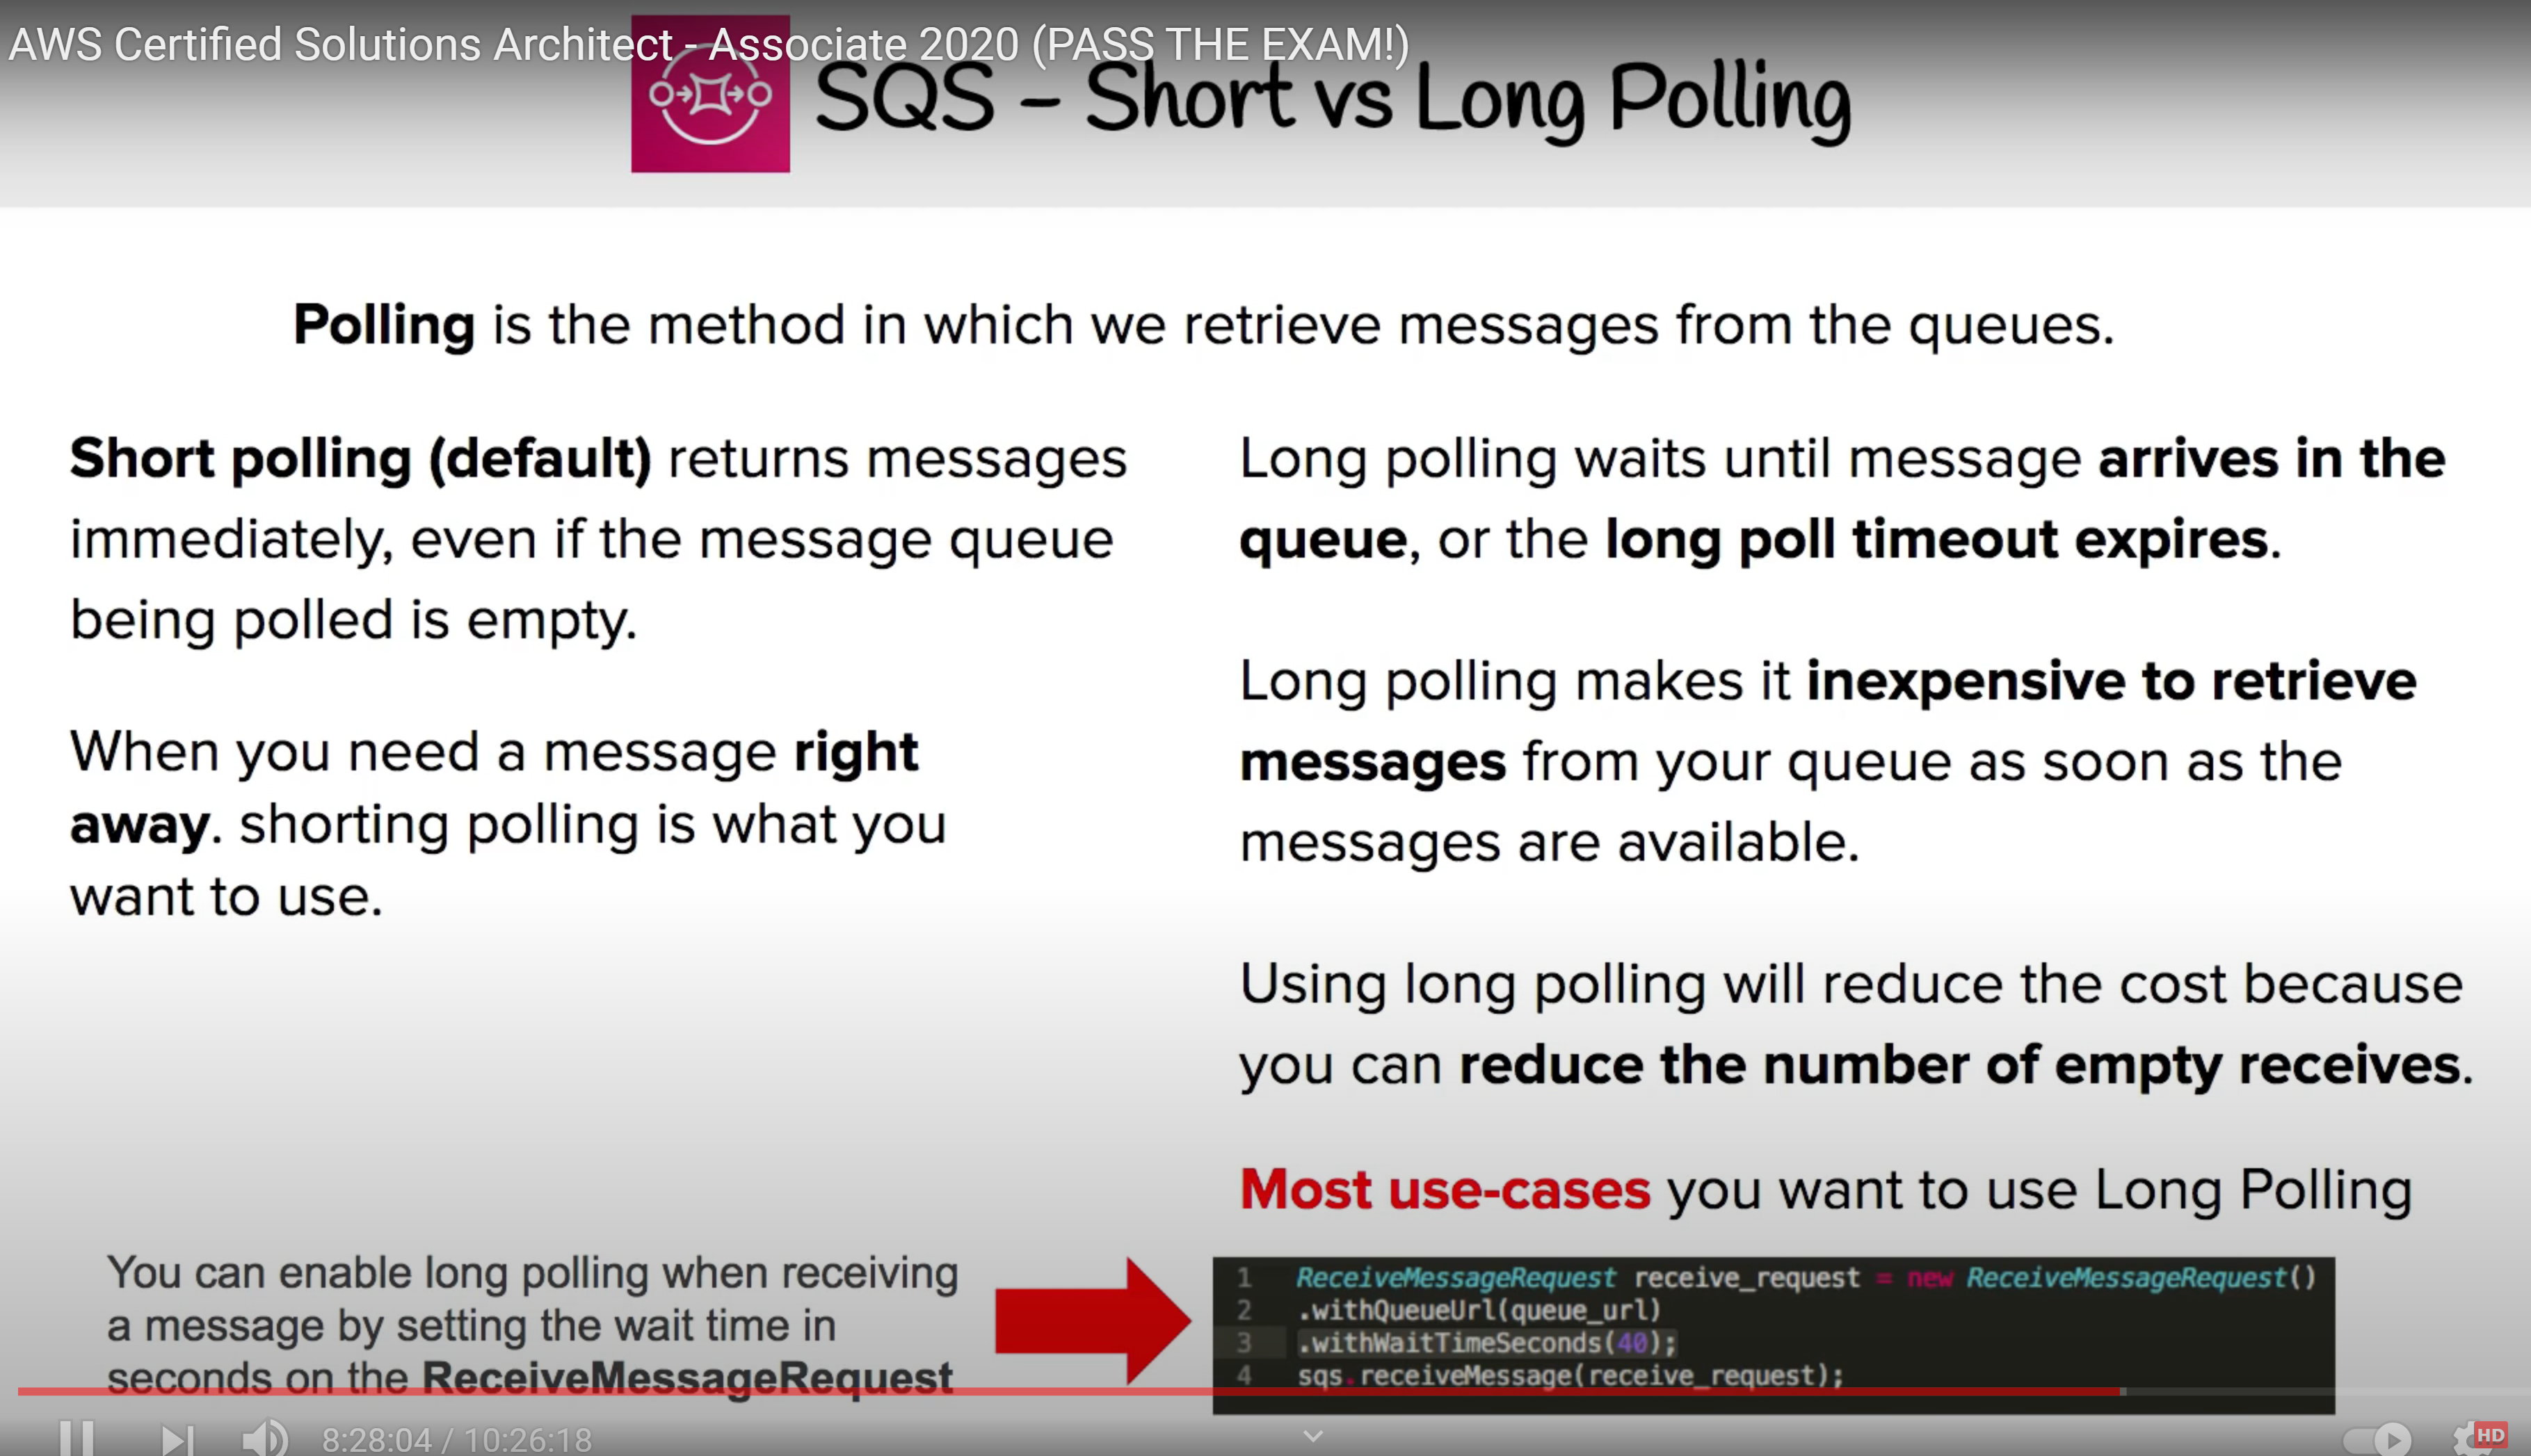 AWS Certified Solutions Architect - Associate 2020 (PASS THE EXAM!)
SQS – Short vs Long Polling
Polling is the method in which we retrieve messages from the queues.
Short polling (default) returns messages
immediately, even if the message queue
being polled is empty.
When you need a message right
away. shorting polling is what you
want to use.
Long polling waits until message arrives in the
queue, or the long poll timeout expires.
Long polling makes it inexpensive to retrieve
messages from your queue as soon as the
messages are available.
Using long polling will reduce the cost because
you can reduce the number of empty receives.
Most use-cases you want to use Long Polling
You can enable long polling when receiving
a message by setting the wait time in
seconds on the ReceiveMessageRequest
1 ReceiveMessageRequest receive_request = new ReceiveMessageRequest()
2 .withQueueUrl(queue_url)
3 .withWaitTimeSeconds(40);
4 sqs.receiveMessage(receive_request);
8:28:04 / 10:26:18
HD